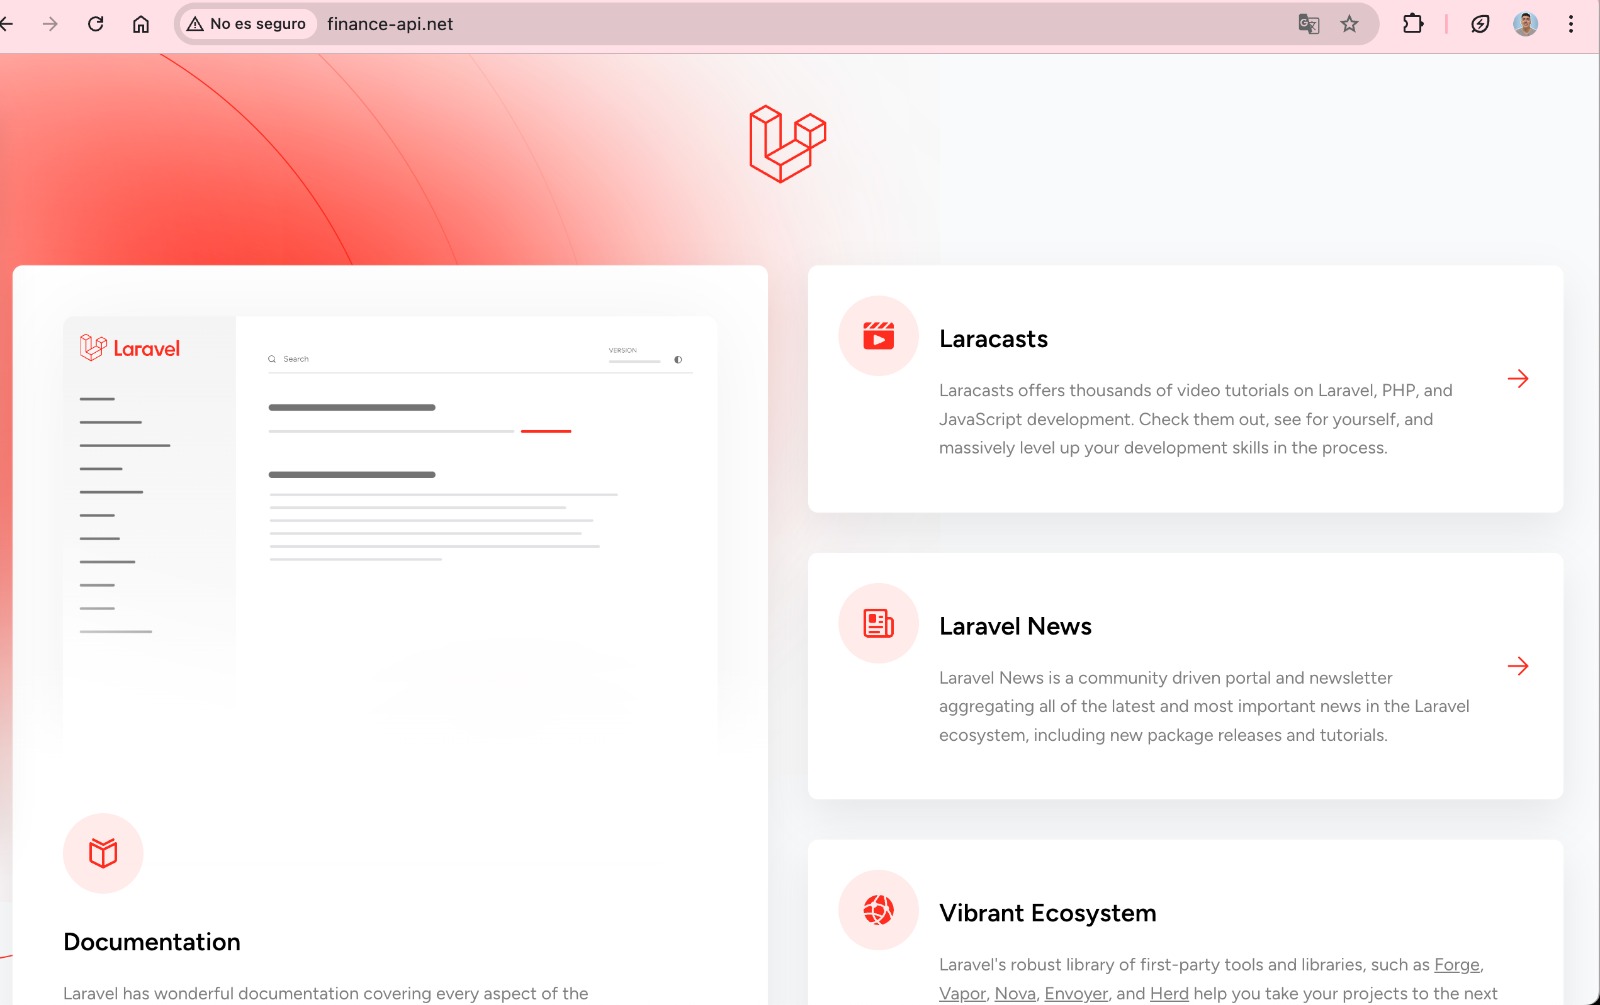 No es seguro
finance-api.net
Laravel
Search
VERSION
Documentation
Laravel has wonderful documentation covering every aspect of the
Laracasts
Laracasts offers thousands of video tutorials on Laravel, PHP, and
JavaScript development. Check them out, see for yourself, and
massively level up your development skills in the process.
Laravel News
Laravel News is a community driven portal and newsletter
aggregating all of the latest and most important news in the Laravel
ecosystem, including new package releases and tutorials.
Vibrant Ecosystem
Laravel's robust library of first-party tools and libraries, such as Forge,
Vapor, Nova, Envoyer, and Herd help you take your projects to the next